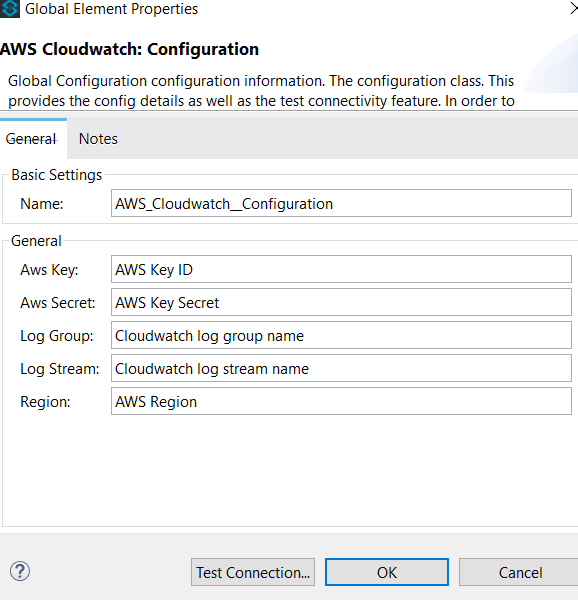 Global Element Properties
AWS Cloudwatch: Configuration
Global Configuration configuration information. The configuration class. This
provides the config details as well as the test connectivity feature. In order to
General Notes
Basic Settings
Name: AWS_Cloudwatch__Configuration
General
Aws Key: AWS Key ID
Aws Secret: AWS Key Secret
Log Group: Cloudwatch log group name
Log Stream: Cloudwatch log stream name
Region: AWS Region
? Test Connection... OK Cancel